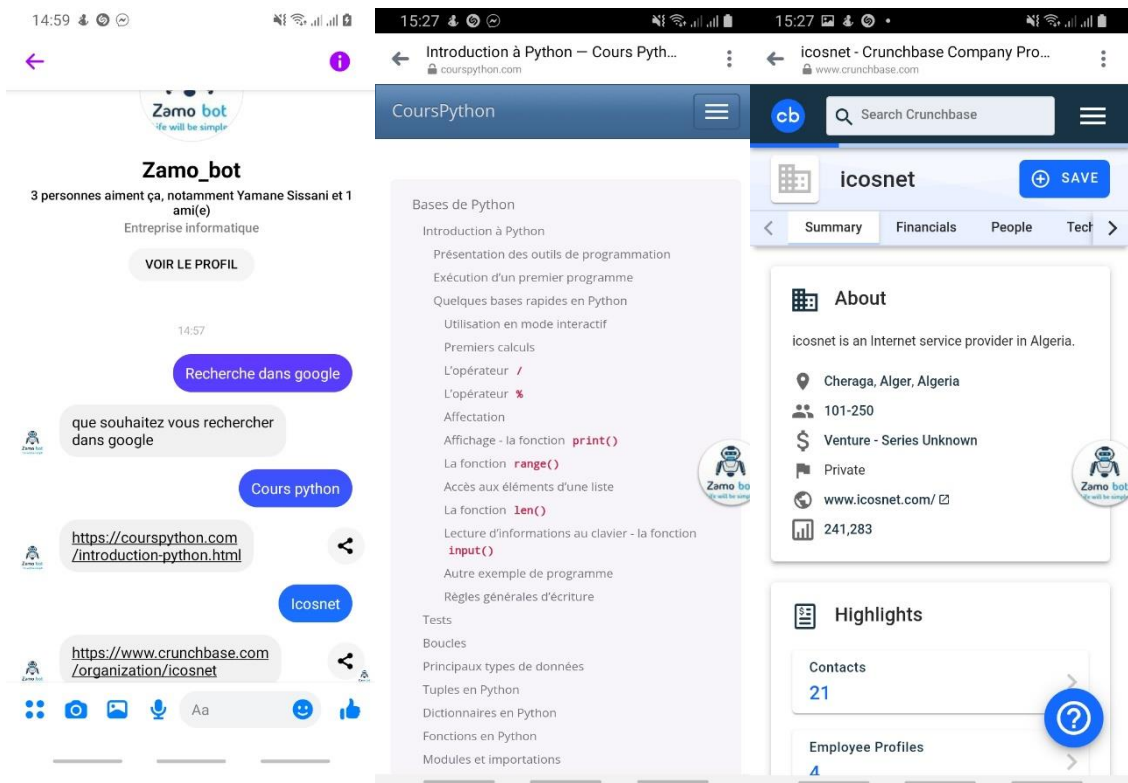 14:59
Zamo bot
ife will be simple
Zamo_bot
3 personnes aiment ça, notamment Yamane Sissani et 1
ami(e)
Entreprise informatique
VOIR LE PROFIL
14:57
Recherche dans google
que souhaitez vous rechercher
dans google
Cours python
https://courspython.com
/introduction-python.html
Icosnet
https://www.crunchbase.com
/organization/icosnet
Aa
15:27
Introduction à Python — Cours Pyth...
courspython.com
CoursPython
Bases de Python
Introduction à Python
Présentation des outils de programmation
Exécution d'un premier programme
Quelques bases rapides en Python
Utilisation en mode interactif
Premiers calculs
L'opérateur /
L'opérateur %
Affectation
Affichage - la fonction print()
La fonction range()
Accès aux éléments d'une liste
La fonction len()
Lecture d'informations au clavier - la fonction
input()
Autre exemple de programme
Règles générales d'écriture
Tests
Boucles
Principaux types de données
Tuples en Python
Dictionnaires en Python
Fonctions en Python
Modules et importations
Zamo bo
15:27
icosnet - Crunchbase Company Pro...
www.crunchbase.com
cb
Search Crunchbase
icosnet
SAVE
Summary
Financials
People
Tech
About
icosnet is an Internet service provider in Algeria.
Cheraga, Alger, Algeria
101-250
Venture - Series Unknown
Private
www.icosnet.com/
241,283
Zamo bot
Highlights
Contacts
21
Employee Profiles
4